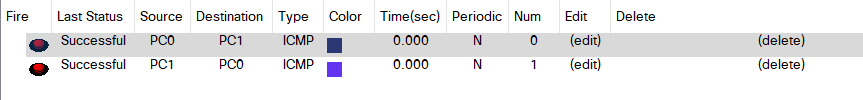 Fire Last Status Source Destination Type Color Time(sec) Periodic Num Edit Delete
Successful PC0 PC1 ICMP 0.000 N 0 (edit) (delete)
Successful PC1 PC0 ICMP 0.000 N 1 (edit) (delete)